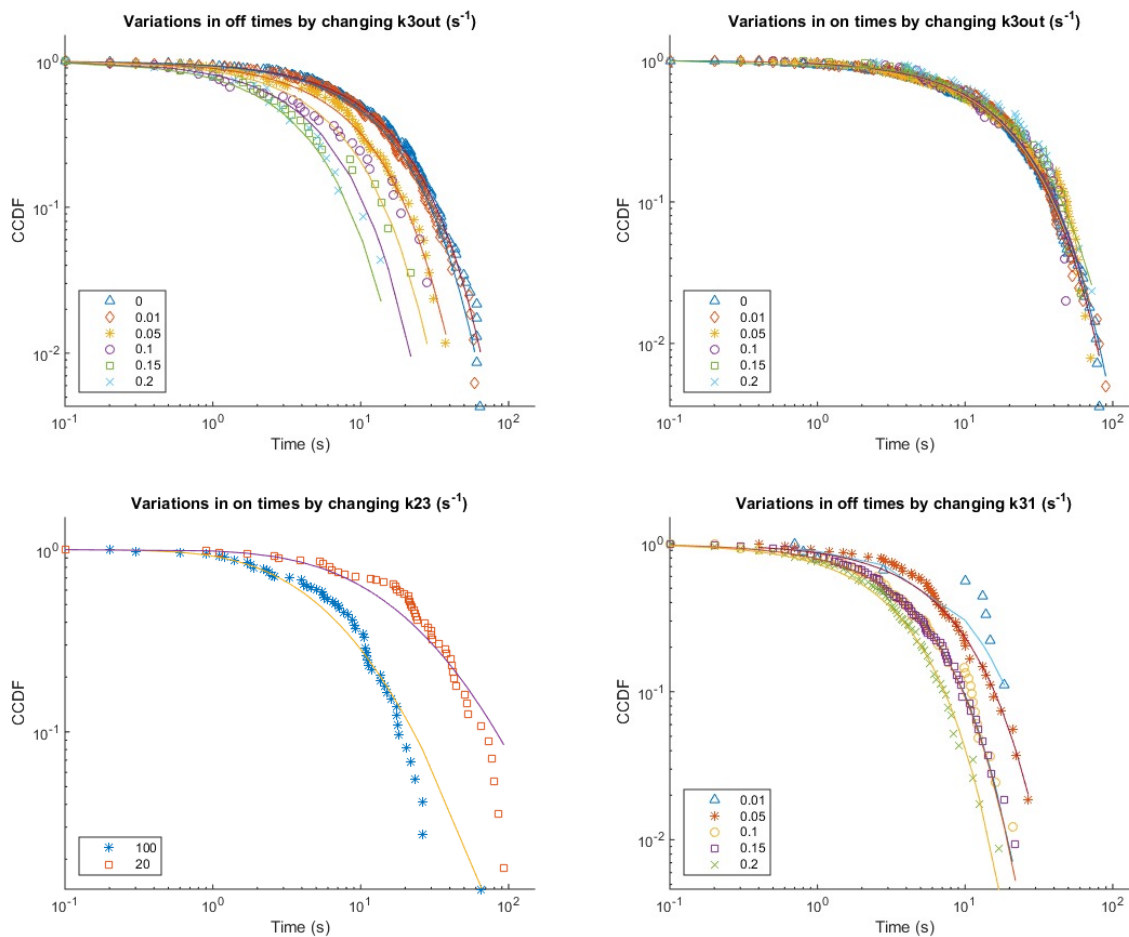 Variations in off times by changing k3out (s⁻¹)
10⁰
10⁻¹
10⁻²
CCDF
0
0.01
0.05
0.1
0.15
0.2
10⁻¹ 10⁰ 10¹ 10²
Time (s)
Variations in on times by changing k3out (s⁻¹)
10⁰
10⁻¹
10⁻²
CCDF
0
0.01
0.05
0.1
0.15
0.2
10⁻¹ 10⁰ 10¹ 10²
Time (s)
Variations in on times by changing k23 (s⁻¹)
10⁰
10⁻¹
CCDF
100
20
10⁻¹ 10⁰ 10¹ 10²
Time (s)
Variations in off times by changing k31 (s⁻¹)
10⁰
10⁻¹
10⁻²
CCDF
0.01
0.05
0.1
0.15
0.2
10⁻¹ 10⁰ 10¹ 10²
Time (s)